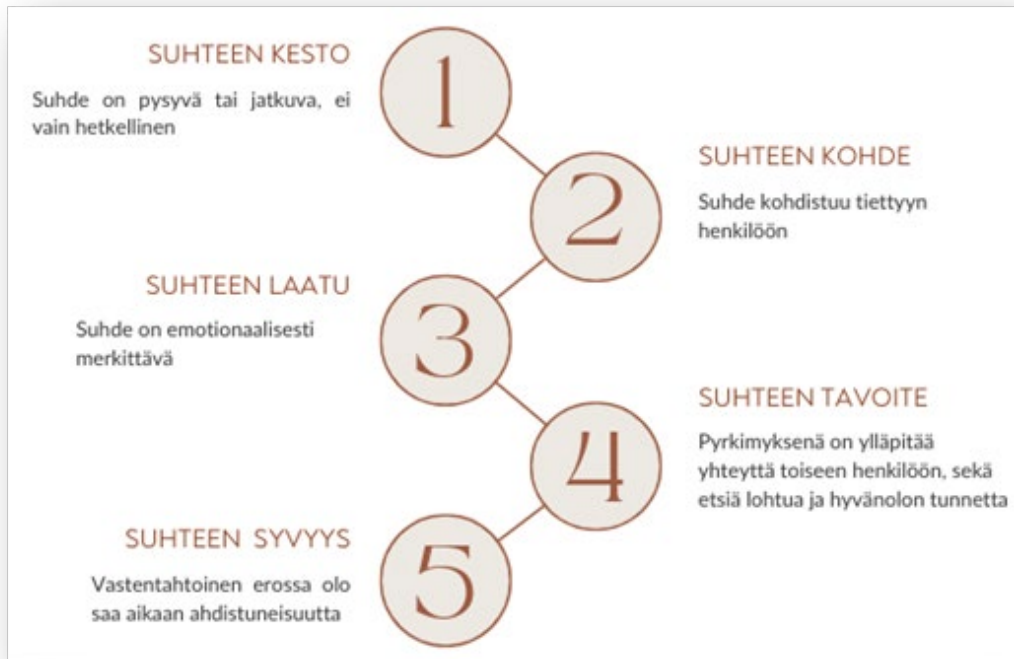 SUHTEEN KESTO
Suhde on pysyvä tai jatkuva, ei
vain hetkellinen
1
2
SUHTEEN KOHDE
Suhde kohdistuu tiettyyn
henkilöön
SUHTEEN LAATU
Suhde on emotionaalisesti
merkittävä
3
4
SUHTEEN TAVOITE
Pyrkimyksenä on ylläpitää
yhteyttä toiseen henkilöön, sekä
etsiä lohtua ja hyvänolon tunnetta
SUHTEEN SYVYYS
Vastentahtoinen erossa olo
saa aikaan ahdistuneisuutta
5